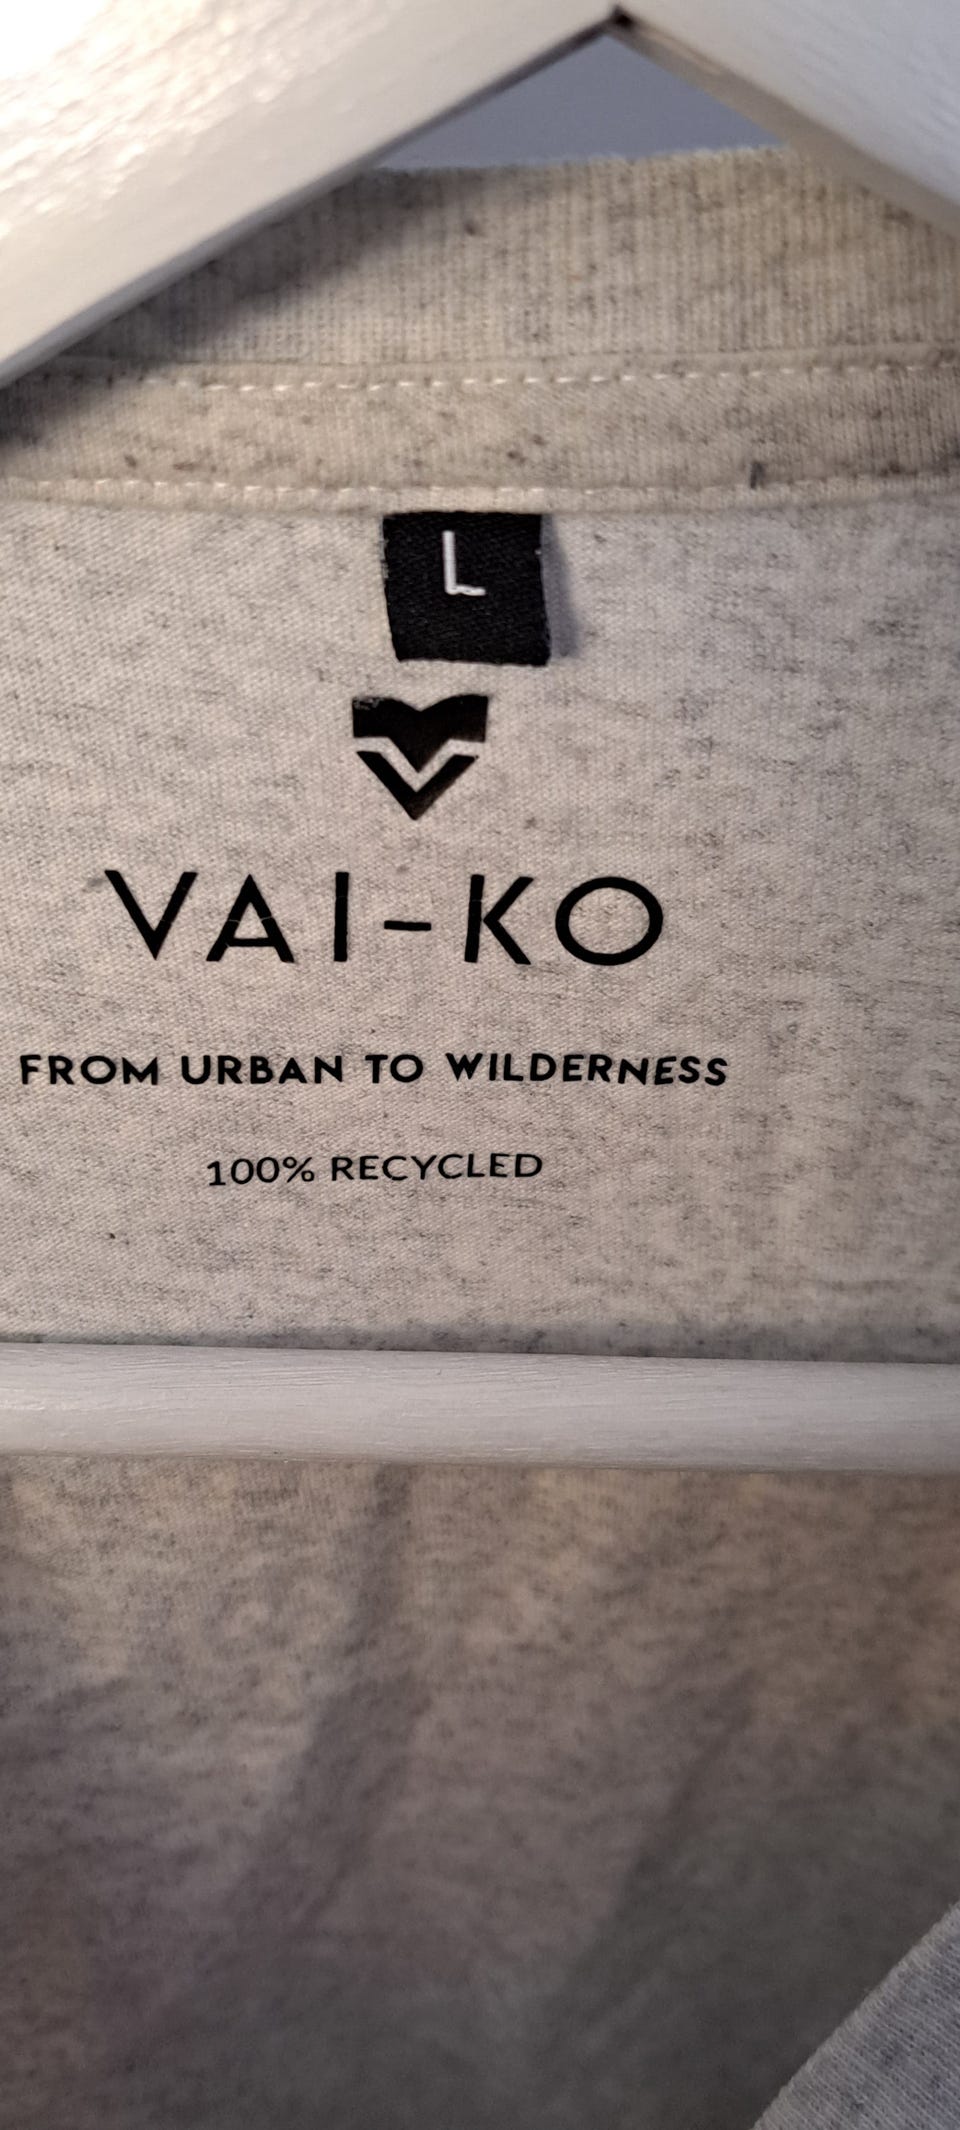 L
VAI-KO
FROM URBAN TO WILDERNESS
100% RECYCLED